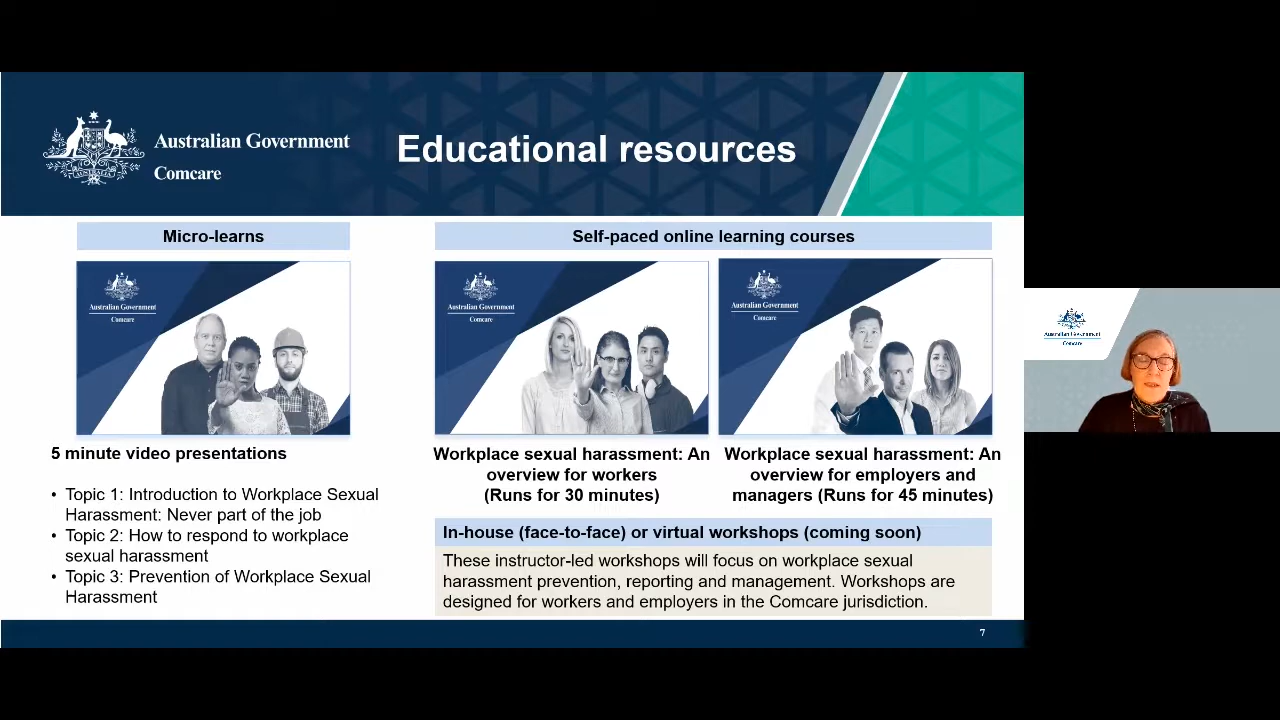 Australian Government
Comcare
Educational resources
Micro-learns
Australian Government
Comcare
5 minute video presentations
• Topic 1: Introduction to Workplace Sexual
Harassment: Never part of the job
• Topic 2: How to respond to workplace
sexual harassment
• Topic 3: Prevention of Workplace Sexual
Harassment
Self-paced online learning courses
Australian Government
Comcare
Workplace sexual harassment: An
overview for workers
(Runs for 30 minutes)
Australian Government
Comcare
Workplace sexual harassment: An
overview for employers and
managers (Runs for 45 minutes)
In-house (face-to-face) or virtual workshops (coming soon)
These instructor-led workshops will focus on workplace sexual
harassment prevention, reporting and management. Workshops are
designed for workers and employers in the Comcare jurisdiction.
7
Australian Government
Comcare